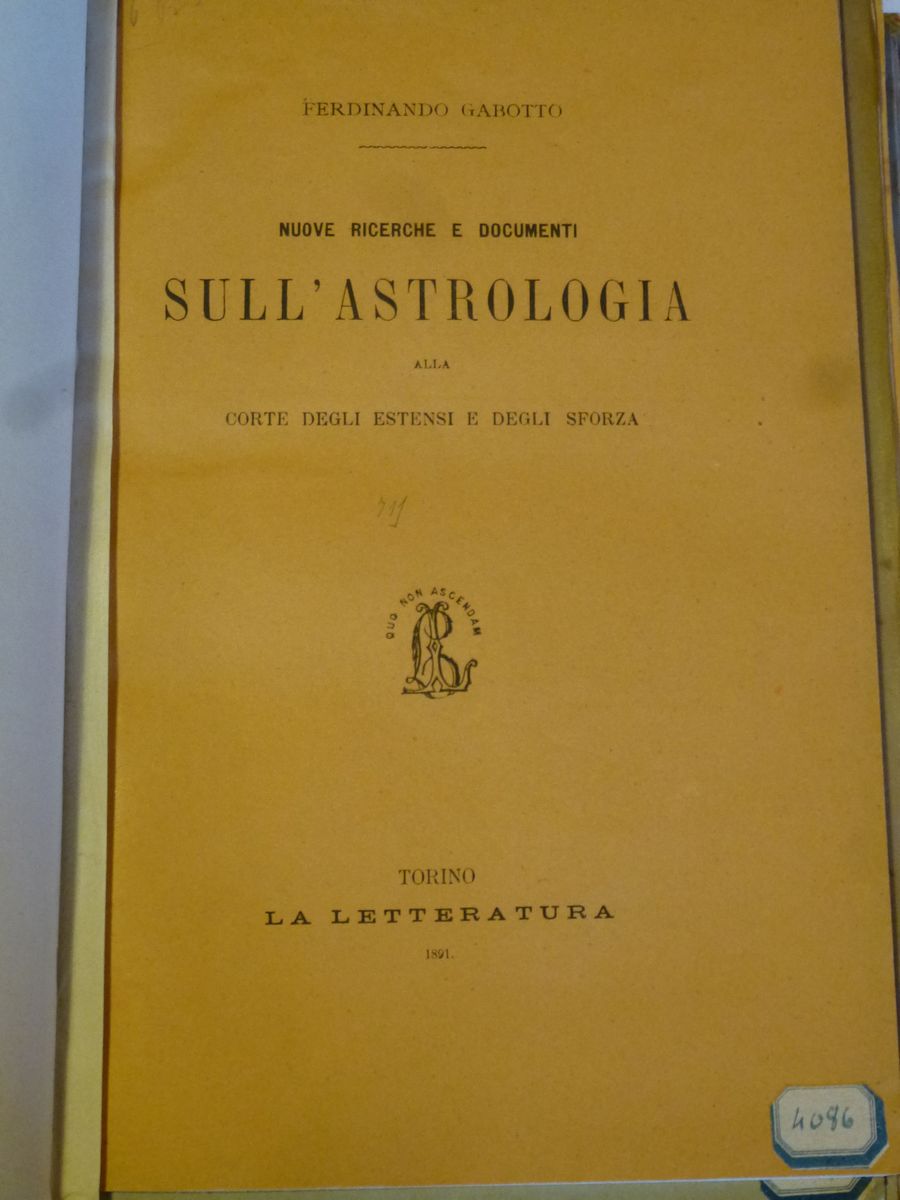 FERDINANDO GABOTTO
NUOVE RICERCHE E DOCUMENTI
SULL'ASTROLOGIA
ALLA
CORTE DEGLI ESTENSI E DEGLI SFORZA
QUO NON ASCENDAM
TORINO
LA LETTERATURA
1891.
4086